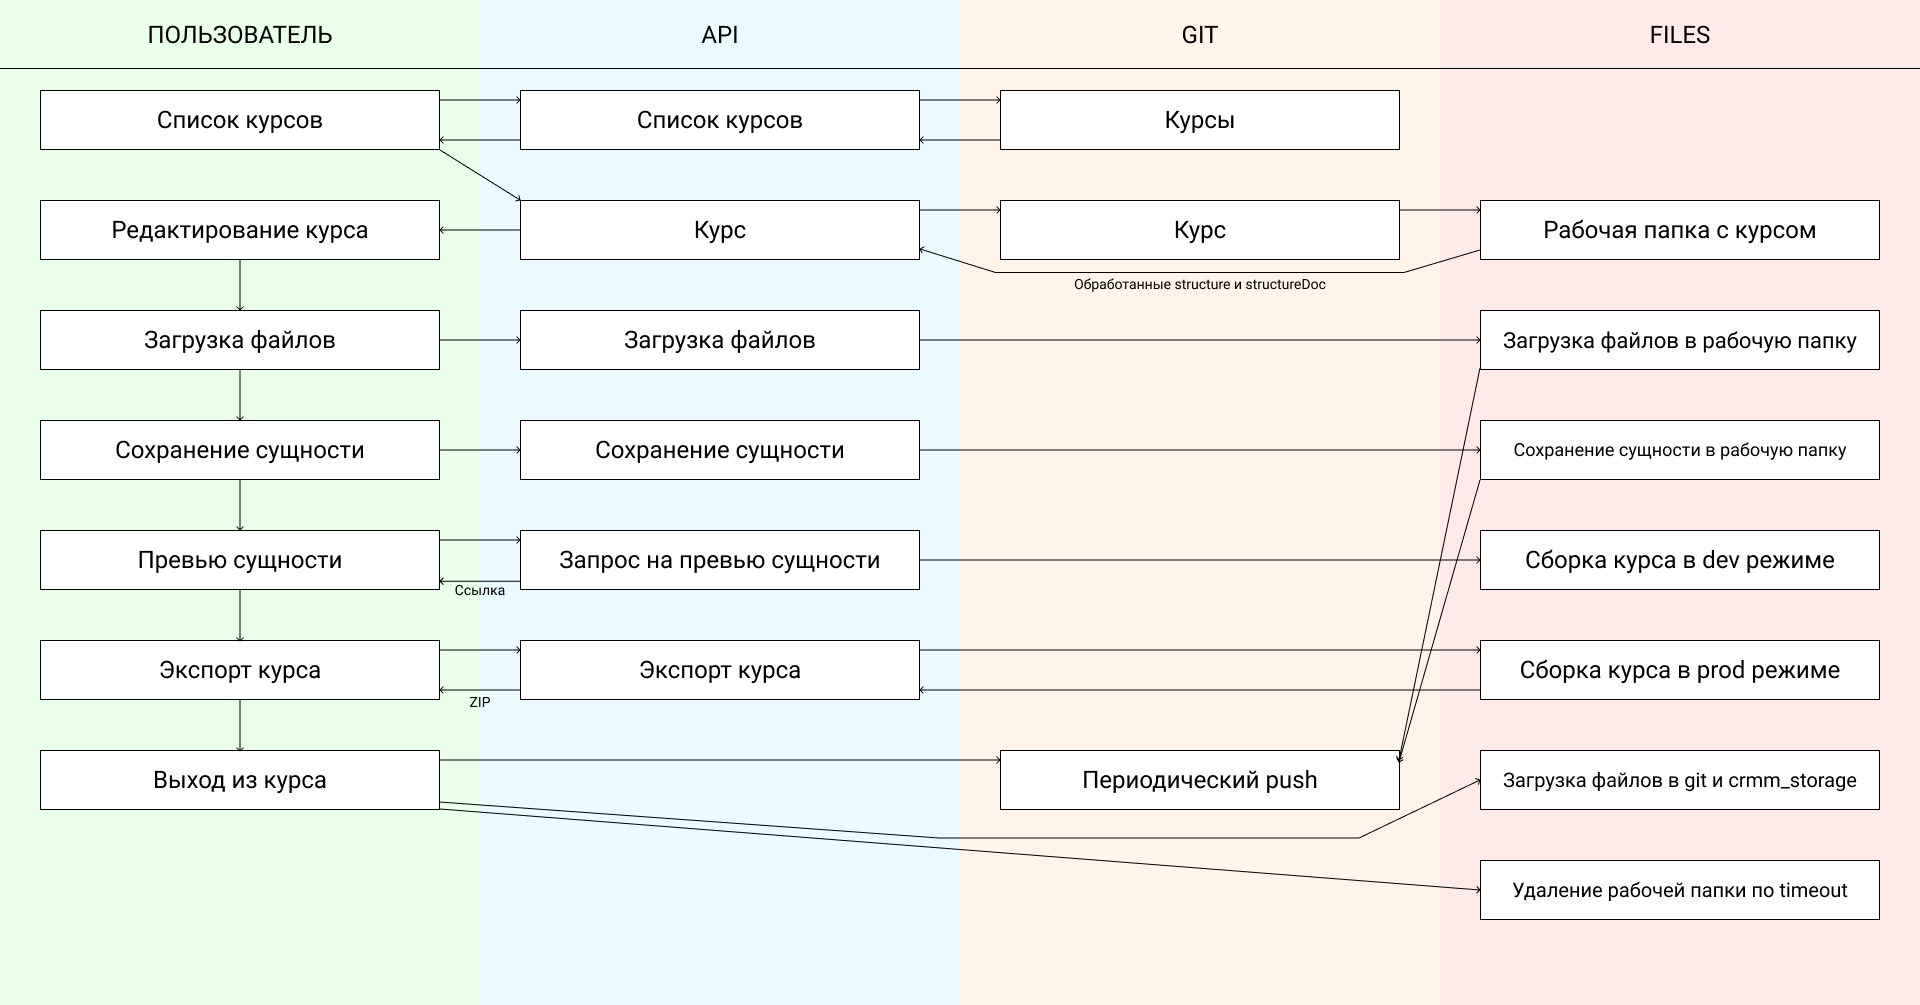 ПОЛЬЗОВАТЕЛЬ
API
GIT
FILES
Список курсов
Список курсов
Курсы
Редактирование курса
Курс
Курс
Рабочая папка с курсом
Обработанные structure и structureDoc
Загрузка файлов
Загрузка файлов
Загрузка файлов в рабочую папку
Сохранение сущности
Сохранение сущности
Сохранение сущности в рабочую папку
Превью сущности
Запрос на превью сущности
Сборка курса в dev режиме
Ссылка
Экспорт курса
Экспорт курса
Сборка курса в prod режиме
ZIP
Выход из курса
Периодический push
Загрузка файлов в git и crmm_storage
Удаление рабочей папки по timeout